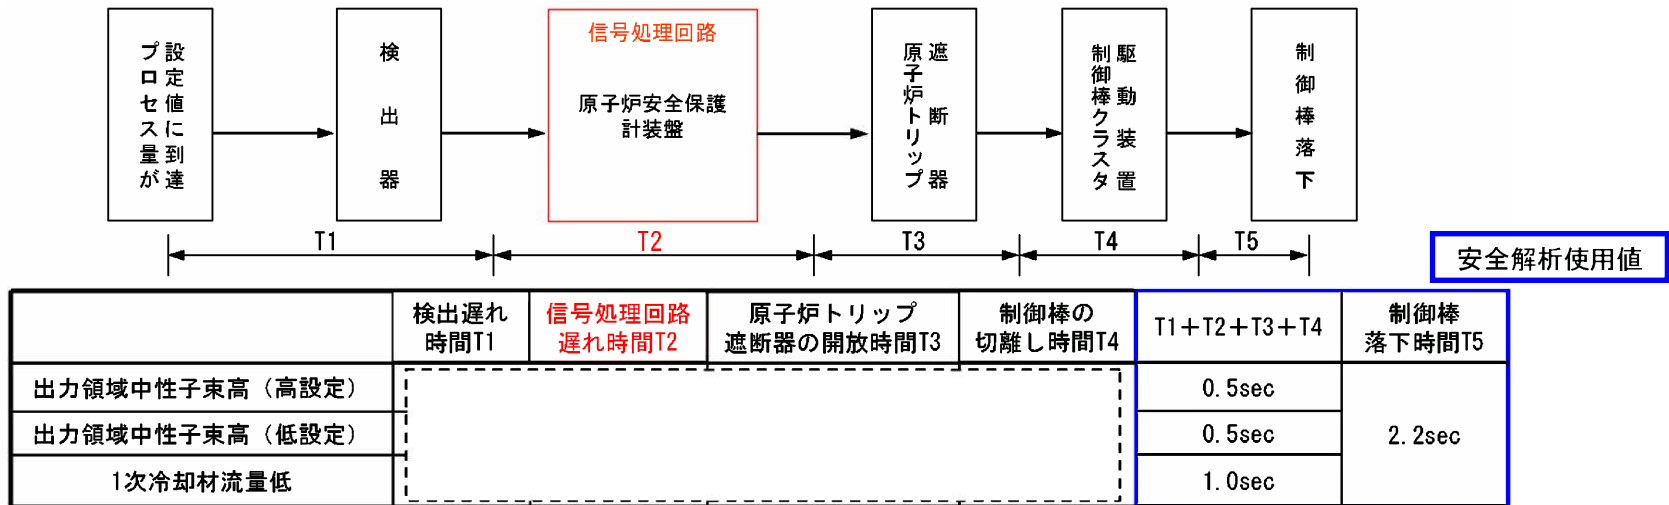 プロセス量が
設定値に到達
検出器
信号処理回路
原子炉安全保護
計装盤
原子炉トリップ
遮断器
制御棒クラスタ
駆動装置
制御棒落下
T1
T2
T3
T4
T5
安全解析使用値
検出遅れ
時間T1
信号処理回路
遅れ時間T2
原子炉トリップ
遮断器の開放時間T3
制御棒の
切離し時間T4
T1+T2+T3+T4
制御棒
落下時間T5
出力領域中性子束高(高設定)
0.5sec
出力領域中性子束高(低設定)
0.5sec
2.2sec
1次冷却材流量低
1.0sec